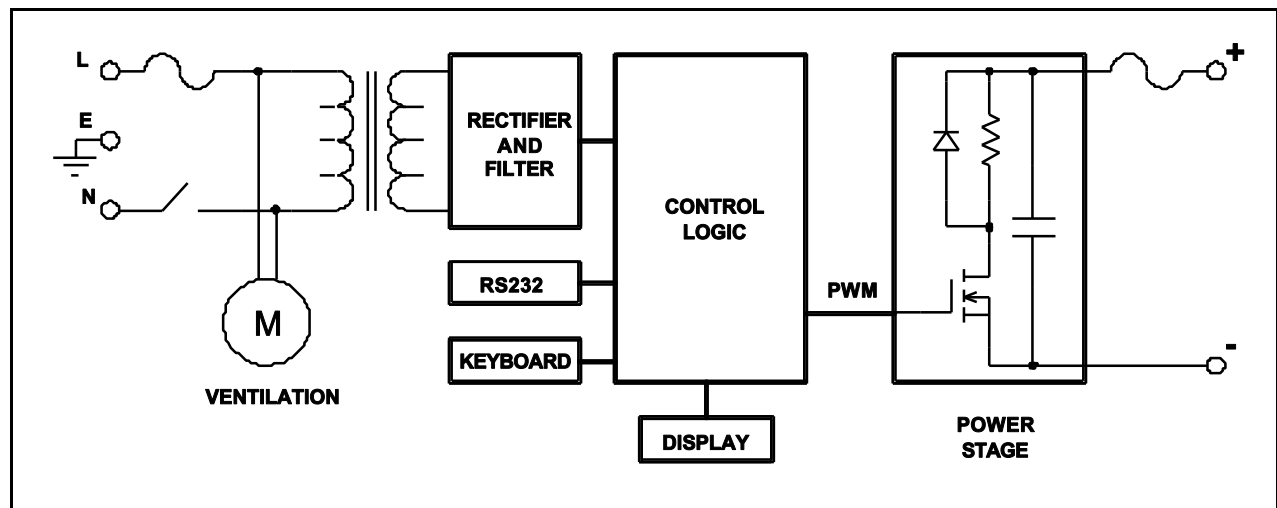 L
E
N
M
VENTILATION
RECTIFIER
AND
FILTER
RS232
KEYBOARD
CONTROL
LOGIC
DISPLAY
PWM
POWER
STAGE
+
-